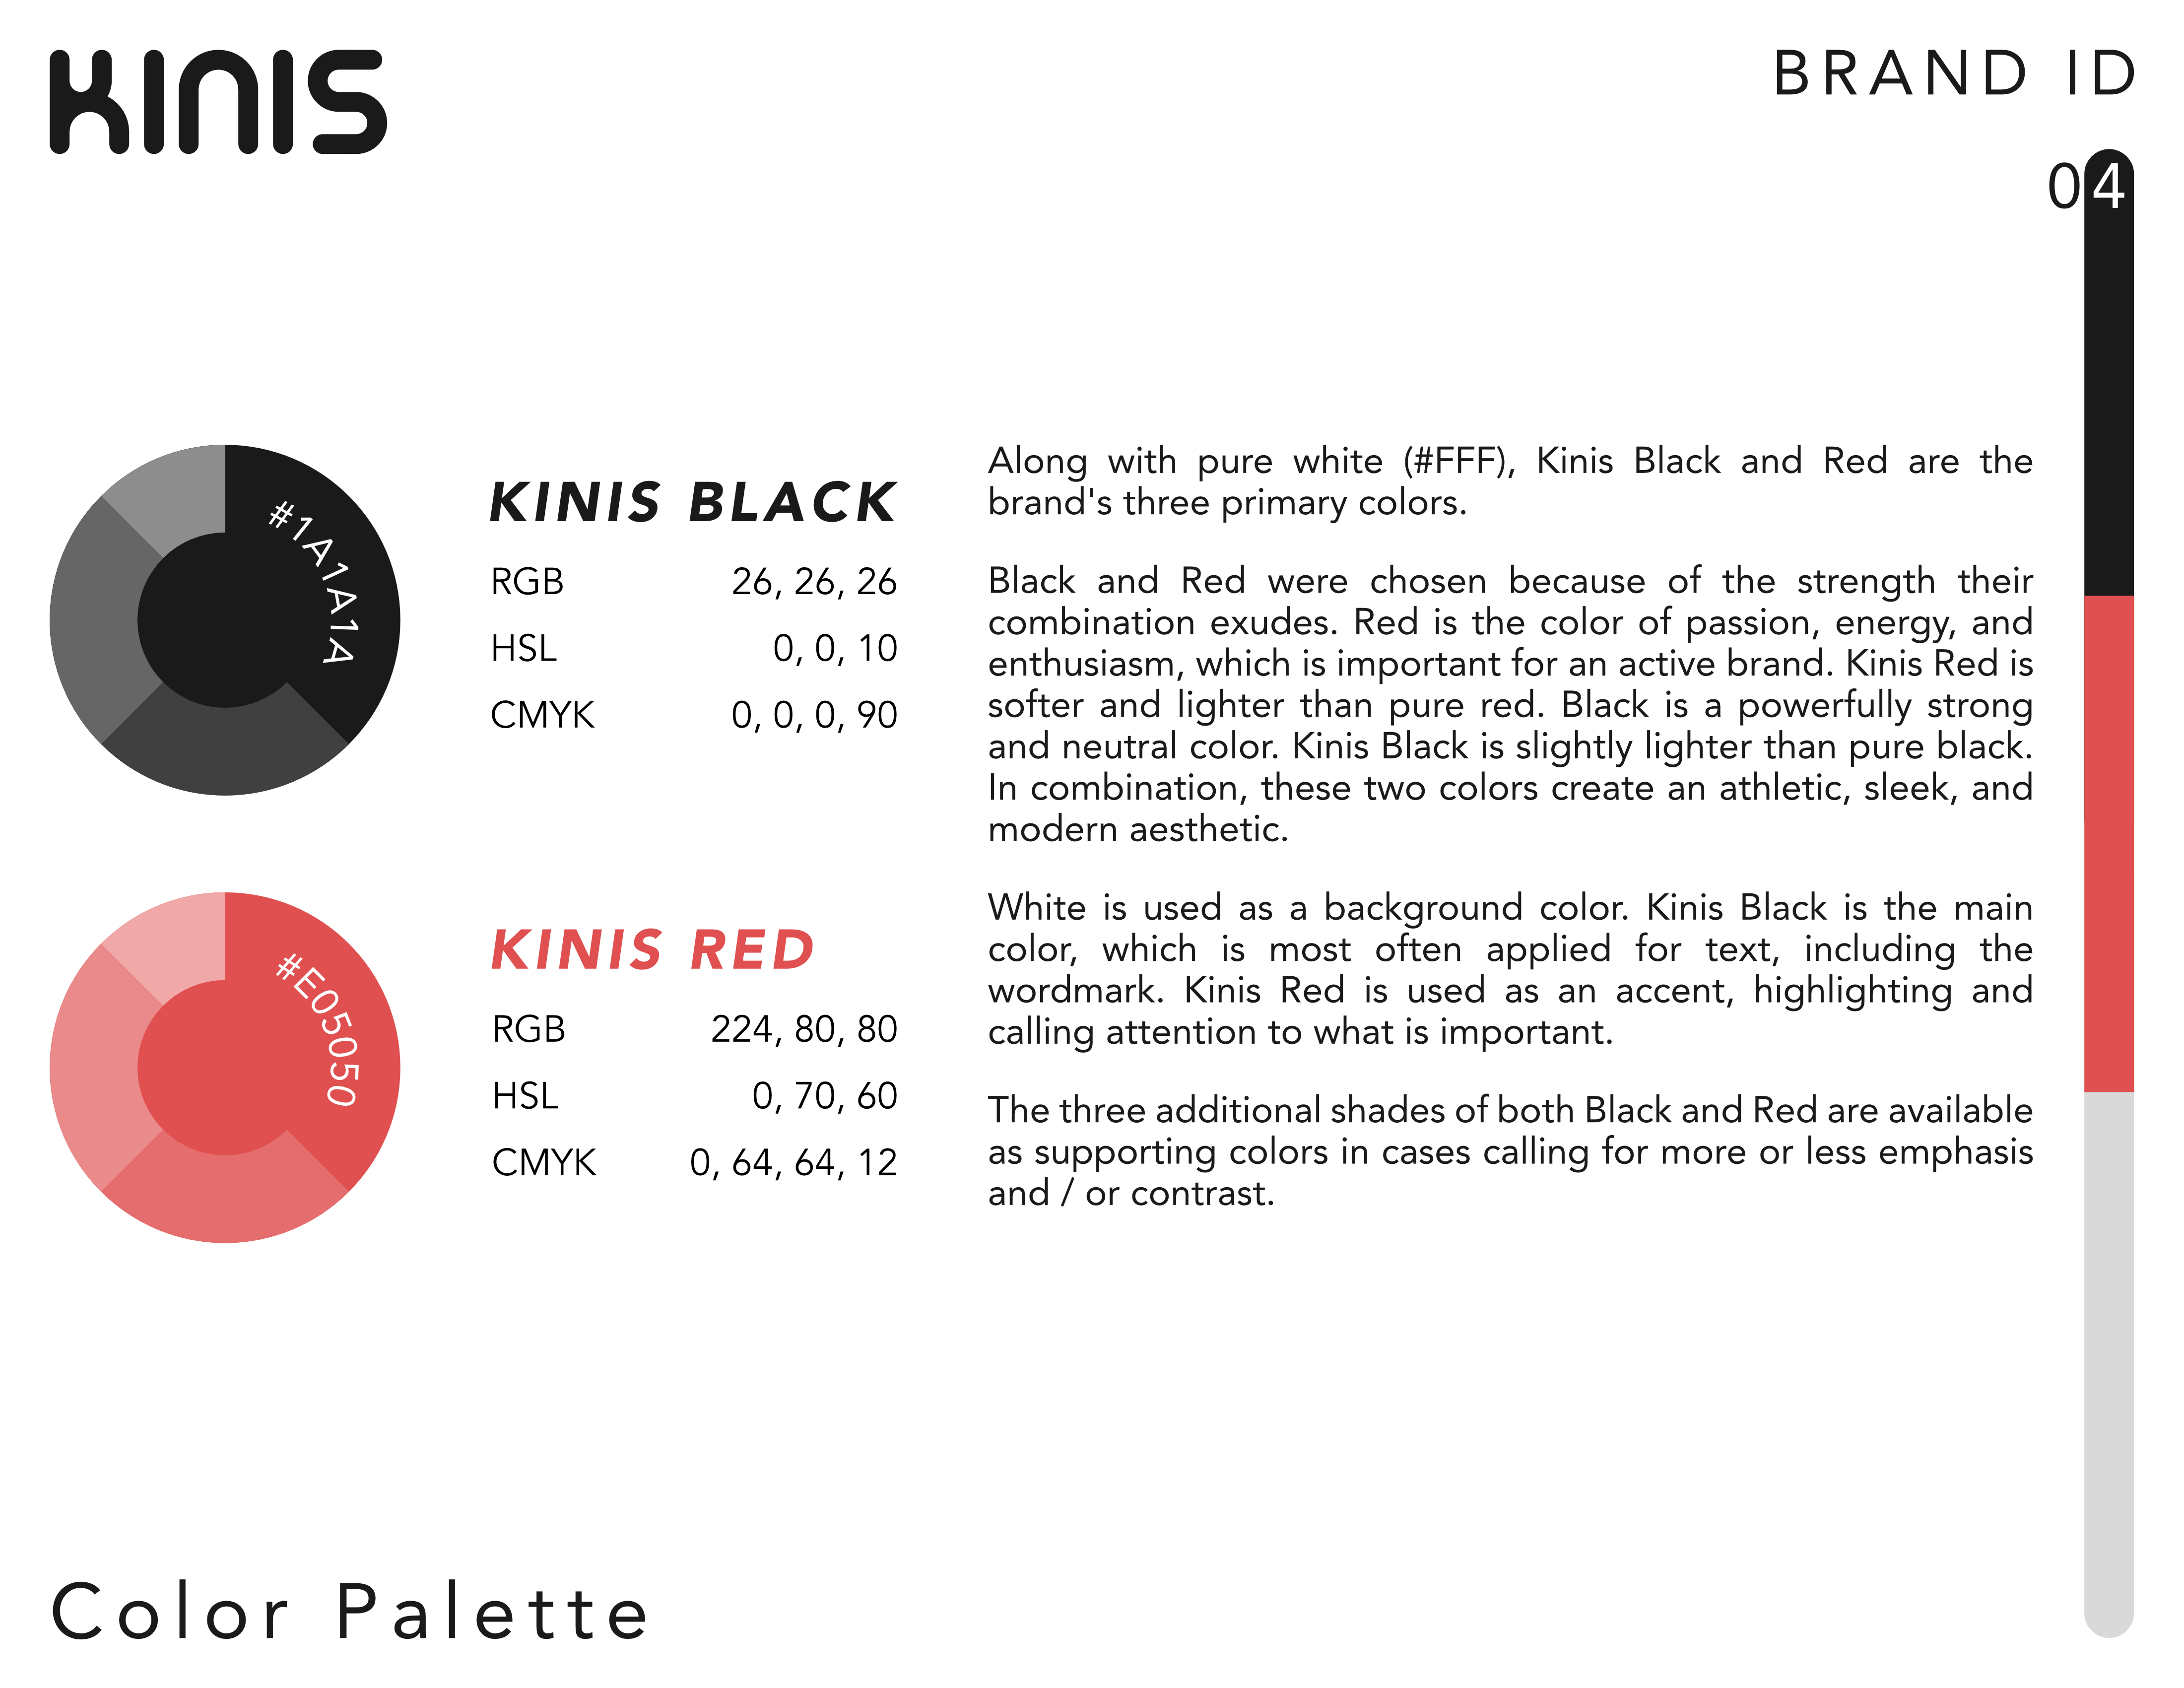 KINIS
BRAND ID
04
#1A1A1A
KINIS BLACK
RGB 26, 26, 26
HSL 0, 0, 10
CMYK 0, 0, 0, 90
#E05050
KINIS RED
RGB 224, 80, 80
HSL 0, 70, 60
CMYK 0, 64, 64, 12
Along with pure white (#FFF), Kinis Black and Red are the
brand's three primary colors.
Black and Red were chosen because of the strength their
combination exudes. Red is the color of passion, energy, and
enthusiasm, which is important for an active brand. Kinis Red is
softer and lighter than pure red. Black is a powerfully strong
and neutral color. Kinis Black is slightly lighter than pure black.
In combination, these two colors create an athletic, sleek, and
modern aesthetic.
White is used as a background color. Kinis Black is the main
color, which is most often applied for text, including the
wordmark. Kinis Red is used as an accent, highlighting and
calling attention to what is important.
The three additional shades of both Black and Red are available
as supporting colors in cases calling for more or less emphasis
and / or contrast.
Color Palette